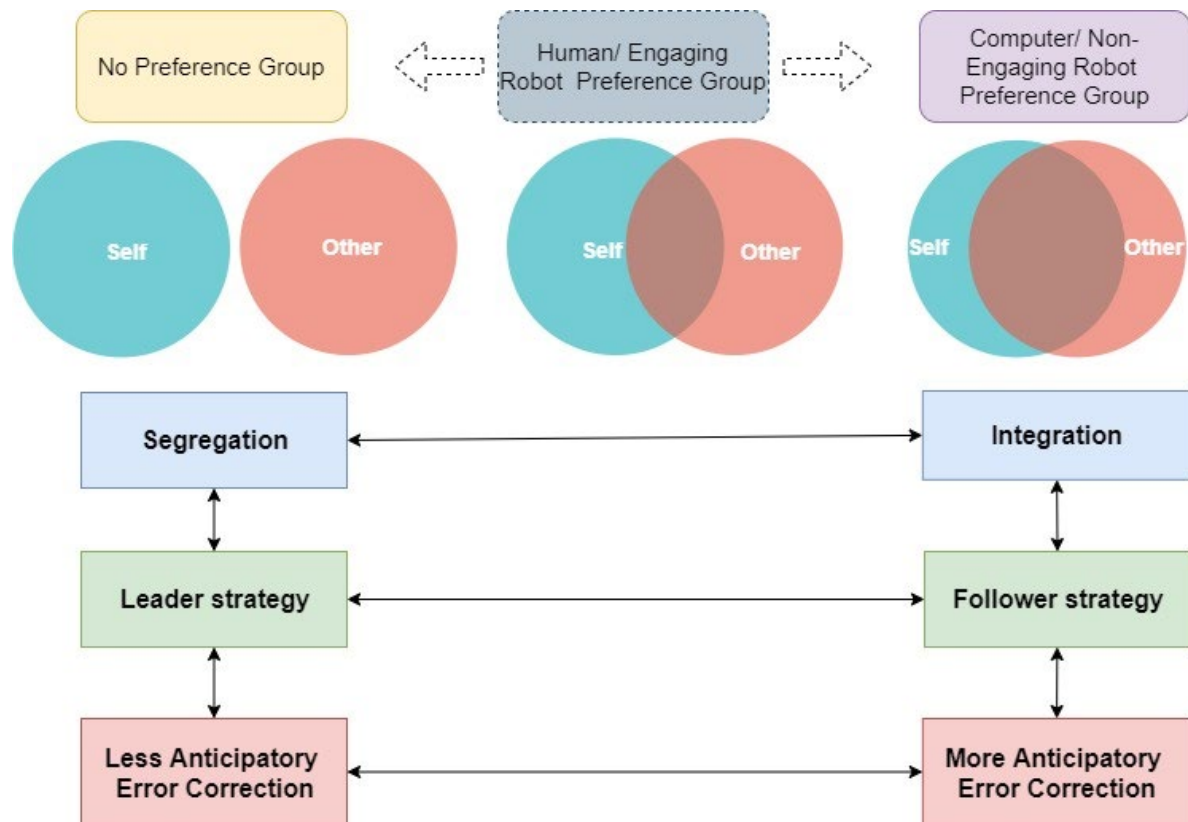 No Preference Group
Human/ Engaging
Robot  Preference Group
Computer/ Non-
Engaging Robot
Preference Group
Self
Other
Self
Other
Self
Other
Segregation
Integration
Leader strategy
Follower strategy
Less Anticipatory
Error Correction
More Anticipatory
Error Correction